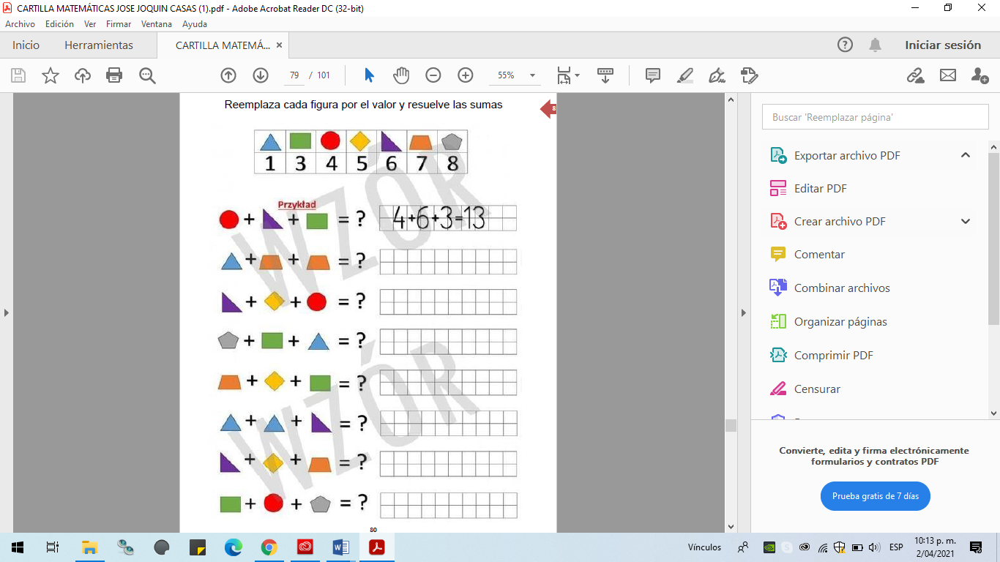 CARTILLA MATEMÁTICAS JOSE JOQUIN CASAS (1).pdf - Adobe Acrobat Reader DC (32-bit)
Archivo Edición Ver Firmar Ventana Ayuda
Inicio Herramientas CARTILLA MATEMÁ... × Iniciar sesión
79 / 101 55%
Reemplaza cada figura por el valor y resuelve las sumas
8
1 3 4 5 6 7 8
Przykład
+ + = ? 4+6+3=13
+ + = ?
+ + = ?
+ + = ?
+ + = ?
+ + = ?
+ + = ?
+ + = ?
WZÓR
WZÓR
80
Buscar 'Reemplazar página'
Exportar archivo PDF
Editar PDF
Crear archivo PDF
Comentar
Combinar archivos
Organizar páginas
Comprimir PDF
Censurar
Convierte, edita y firma electrónicamente
formularios y contratos PDF
Prueba gratis de 7 días
Vínculos ESP 10:13 p. m.
2/04/2021